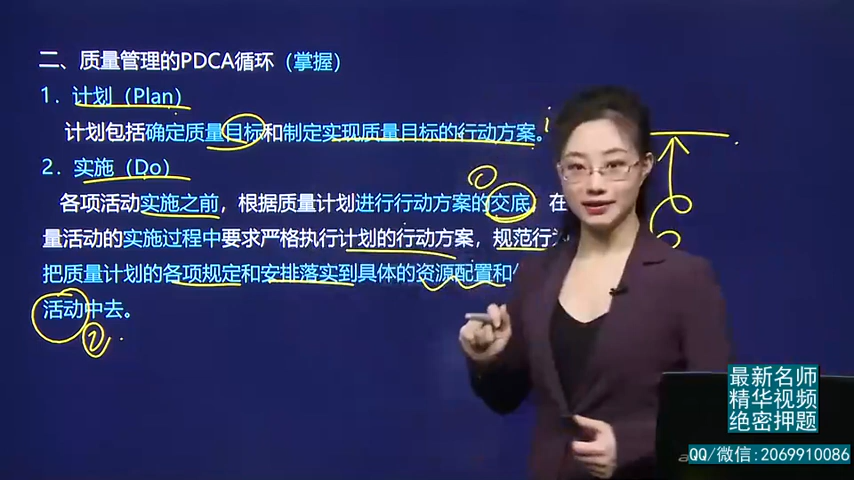 二、质量管理的PDCA循环（掌握）
1．计划（Plan）
计划包括确定质量目标和制定实现质量目标的行动方案。
2．实施（Do）
各项活动实施之前，根据质量计划进行行动方案的交底；在
量活动的实施过程中要求严格执行计划的行动方案，规范行为
把质量计划的各项规定和安排落实到具体的资源配置和
活动中去。
最新名师
精华视频
绝密押题
QQ/微信:2069910086